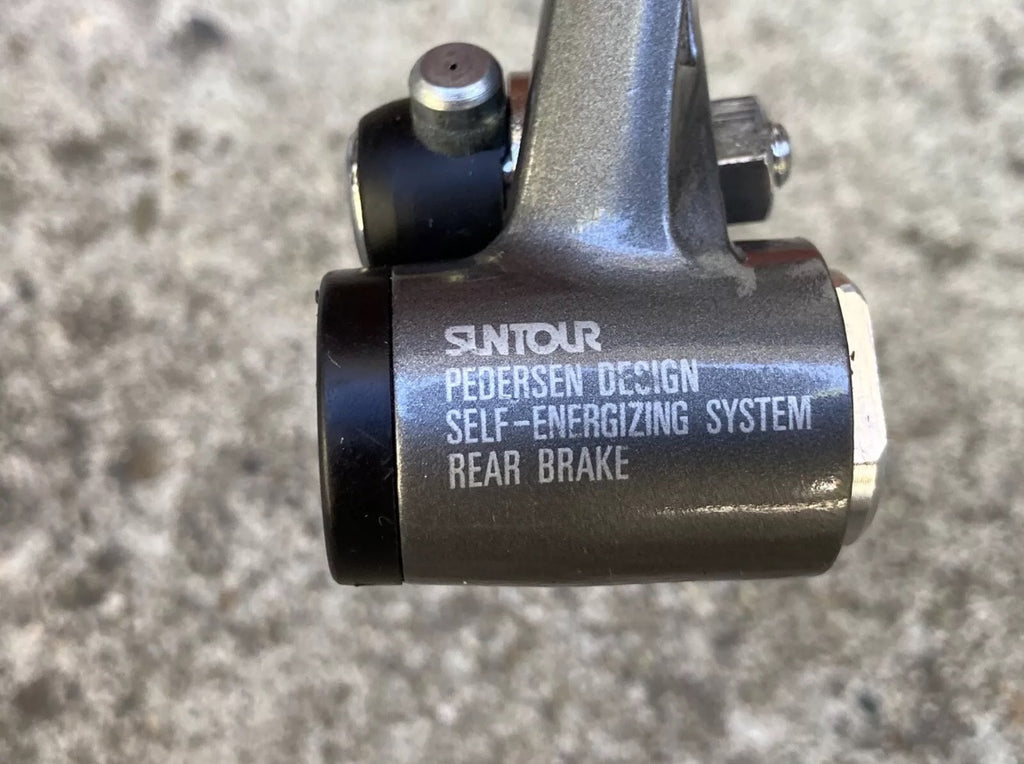 SUNTOUR
PEDERSEN DESIGN
SELF-ENERGIZING SYSTEM
REAR BRAKE